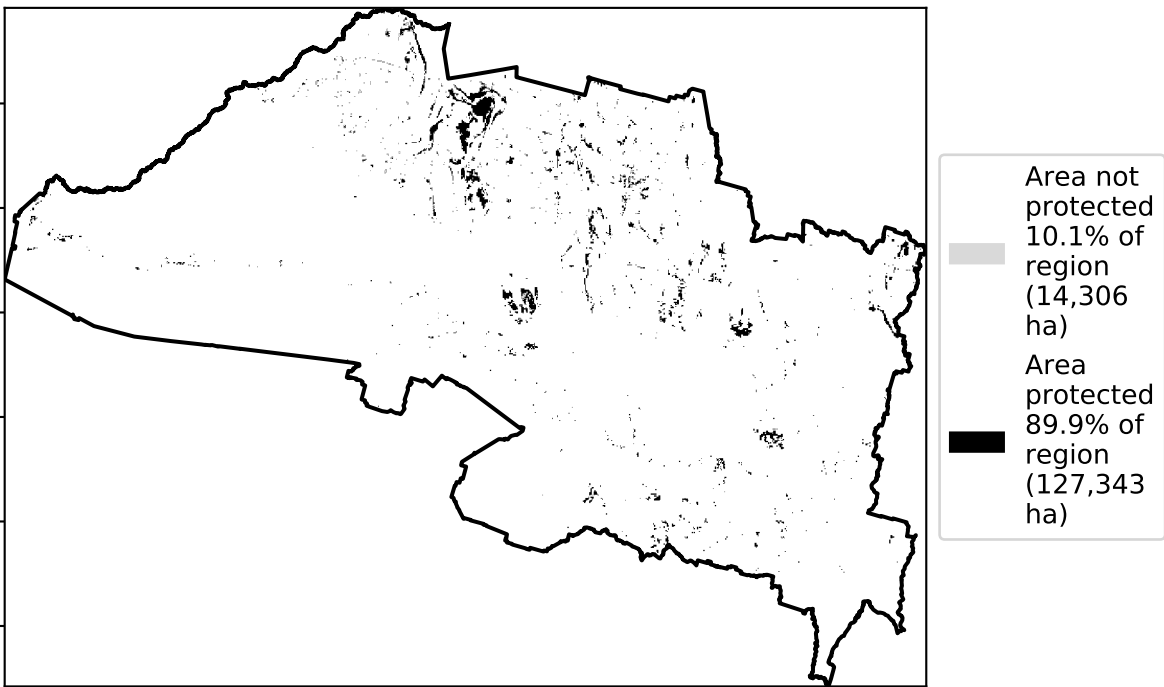 Area not
protected
10.1% of
region
(14,306
ha)
Area
protected
89.9% of
region
(127,343
ha)